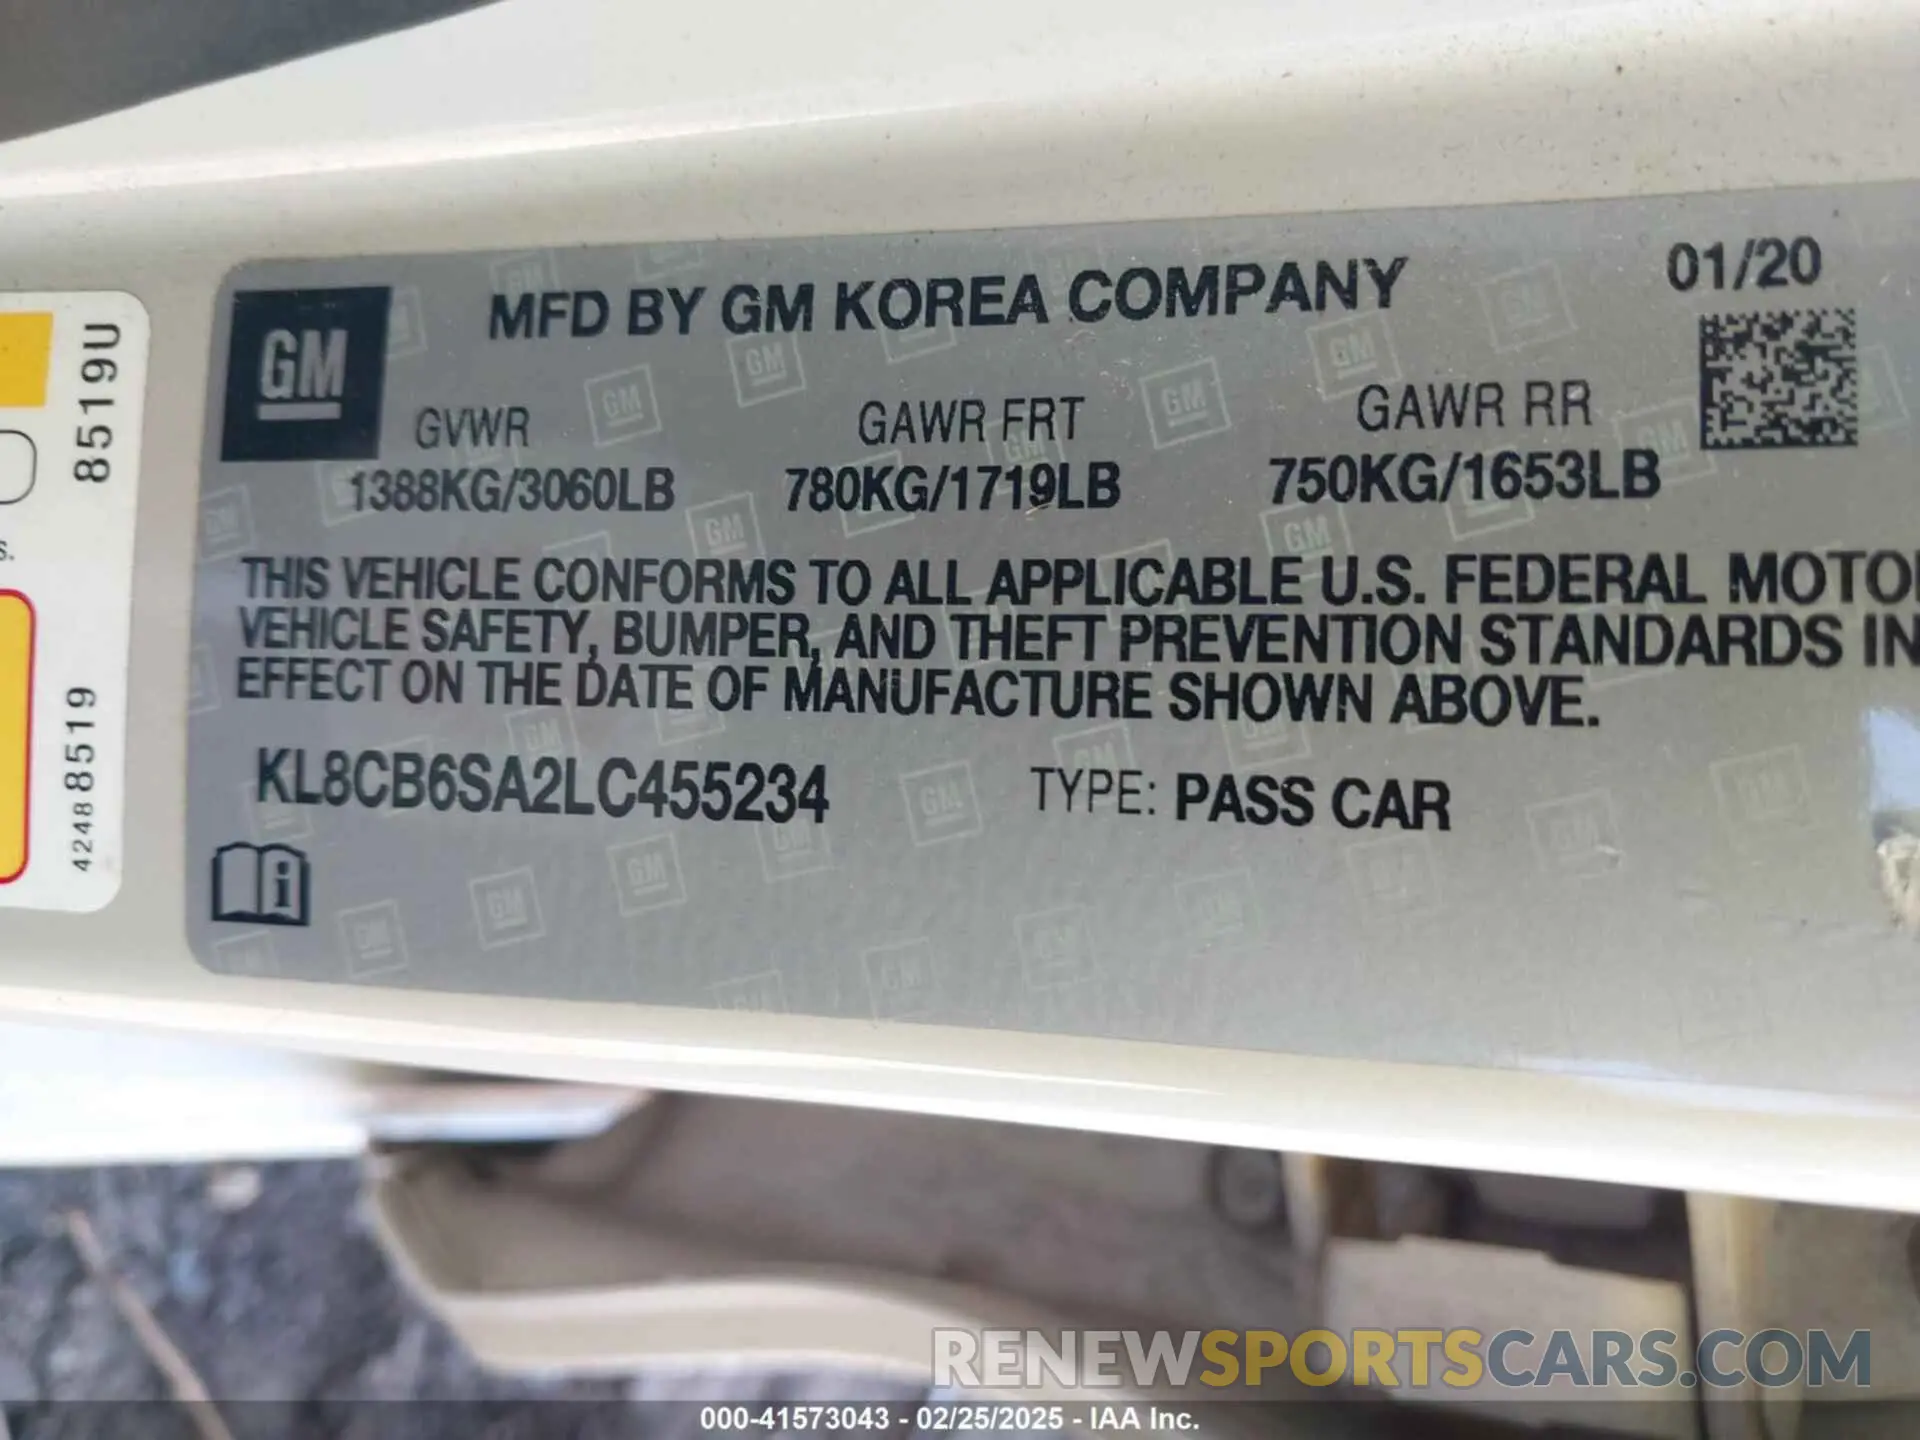 MFD BY GM KOREA COMPANY
01/20
GM
GVWR
GAWR FRT
GAWR RR
1388KG/3060LB
780KG/1719LB
750KG/1653LB
THIS VEHICLE CONFORMS TO ALL APPLICABLE U.S. FEDERAL MOTO
VEHICLE SAFETY, BUMPER, AND THEFT PREVENTION STANDARDS IN
EFFECT ON THE DATE OF MANUFACTURE SHOWN ABOVE.
KL8CB6SA2LC455234
TYPE: PASS CAR
8519U
42488519
s.
RENEWSPORTSCARS.COM
000-41573043 - 02/25/2025 - IAA Inc.